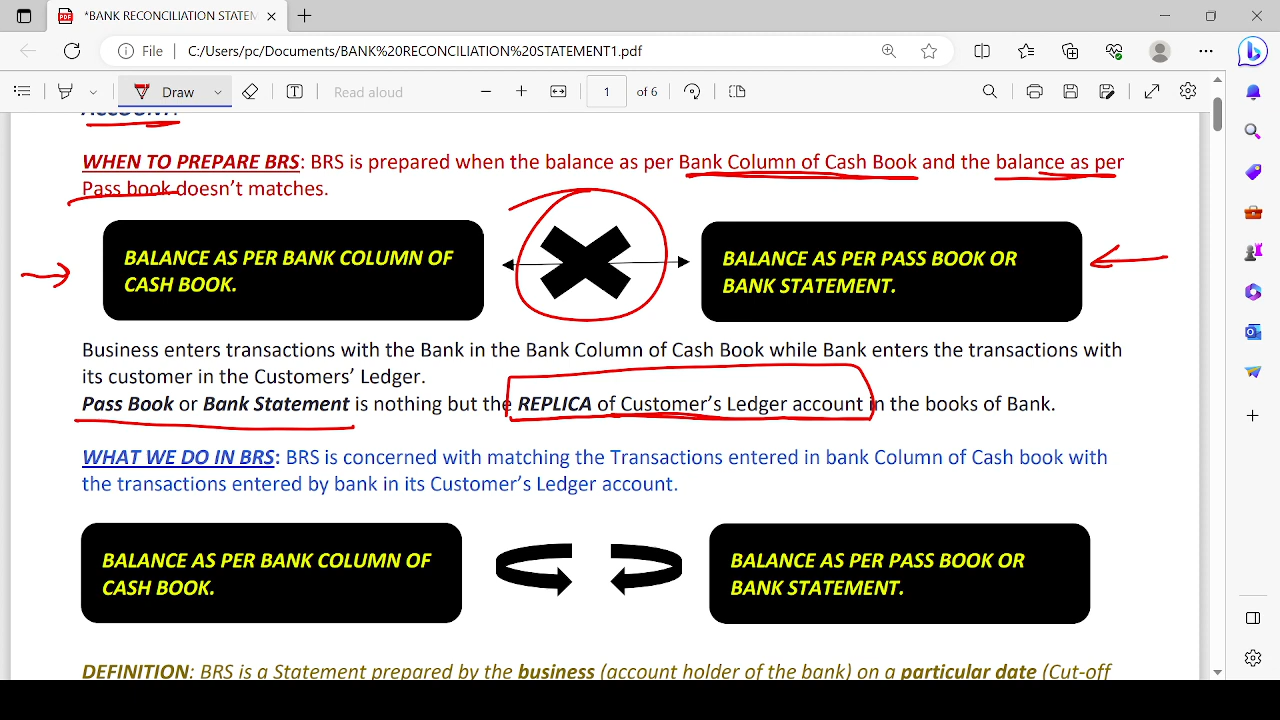 *BANK RECONCILIATION STATEM
File
C:/Users/pc/Documents/BANK%20RECONCILIATION%20STATEMENT1.pdf
Draw
Read aloud
1 of 6
ACCOUNT.
WHEN TO PREPARE BRS: BRS is prepared when the balance as per Bank Column of Cash Book and the balance as per
Pass book doesn't matches.
BALANCE AS PER BANK COLUMN OF
CASH BOOK.
BALANCE AS PER PASS BOOK OR
BANK STATEMENT.
Business enters transactions with the Bank in the Bank Column of Cash Book while Bank enters the transactions with
its customer in the Customers' Ledger.
Pass Book or Bank Statement is nothing but the REPLICA of Customer's Ledger account in the books of Bank.
WHAT WE DO IN BRS: BRS is concerned with matching the Transactions entered in bank Column of Cash book with
the transactions entered by bank in its Customer's Ledger account.
BALANCE AS PER BANK COLUMN OF
CASH BOOK.
BALANCE AS PER PASS BOOK OR
BANK STATEMENT.
DEFINITION: BRS is a Statement prepared by the business (account holder of the bank) on a particular date (Cut-off